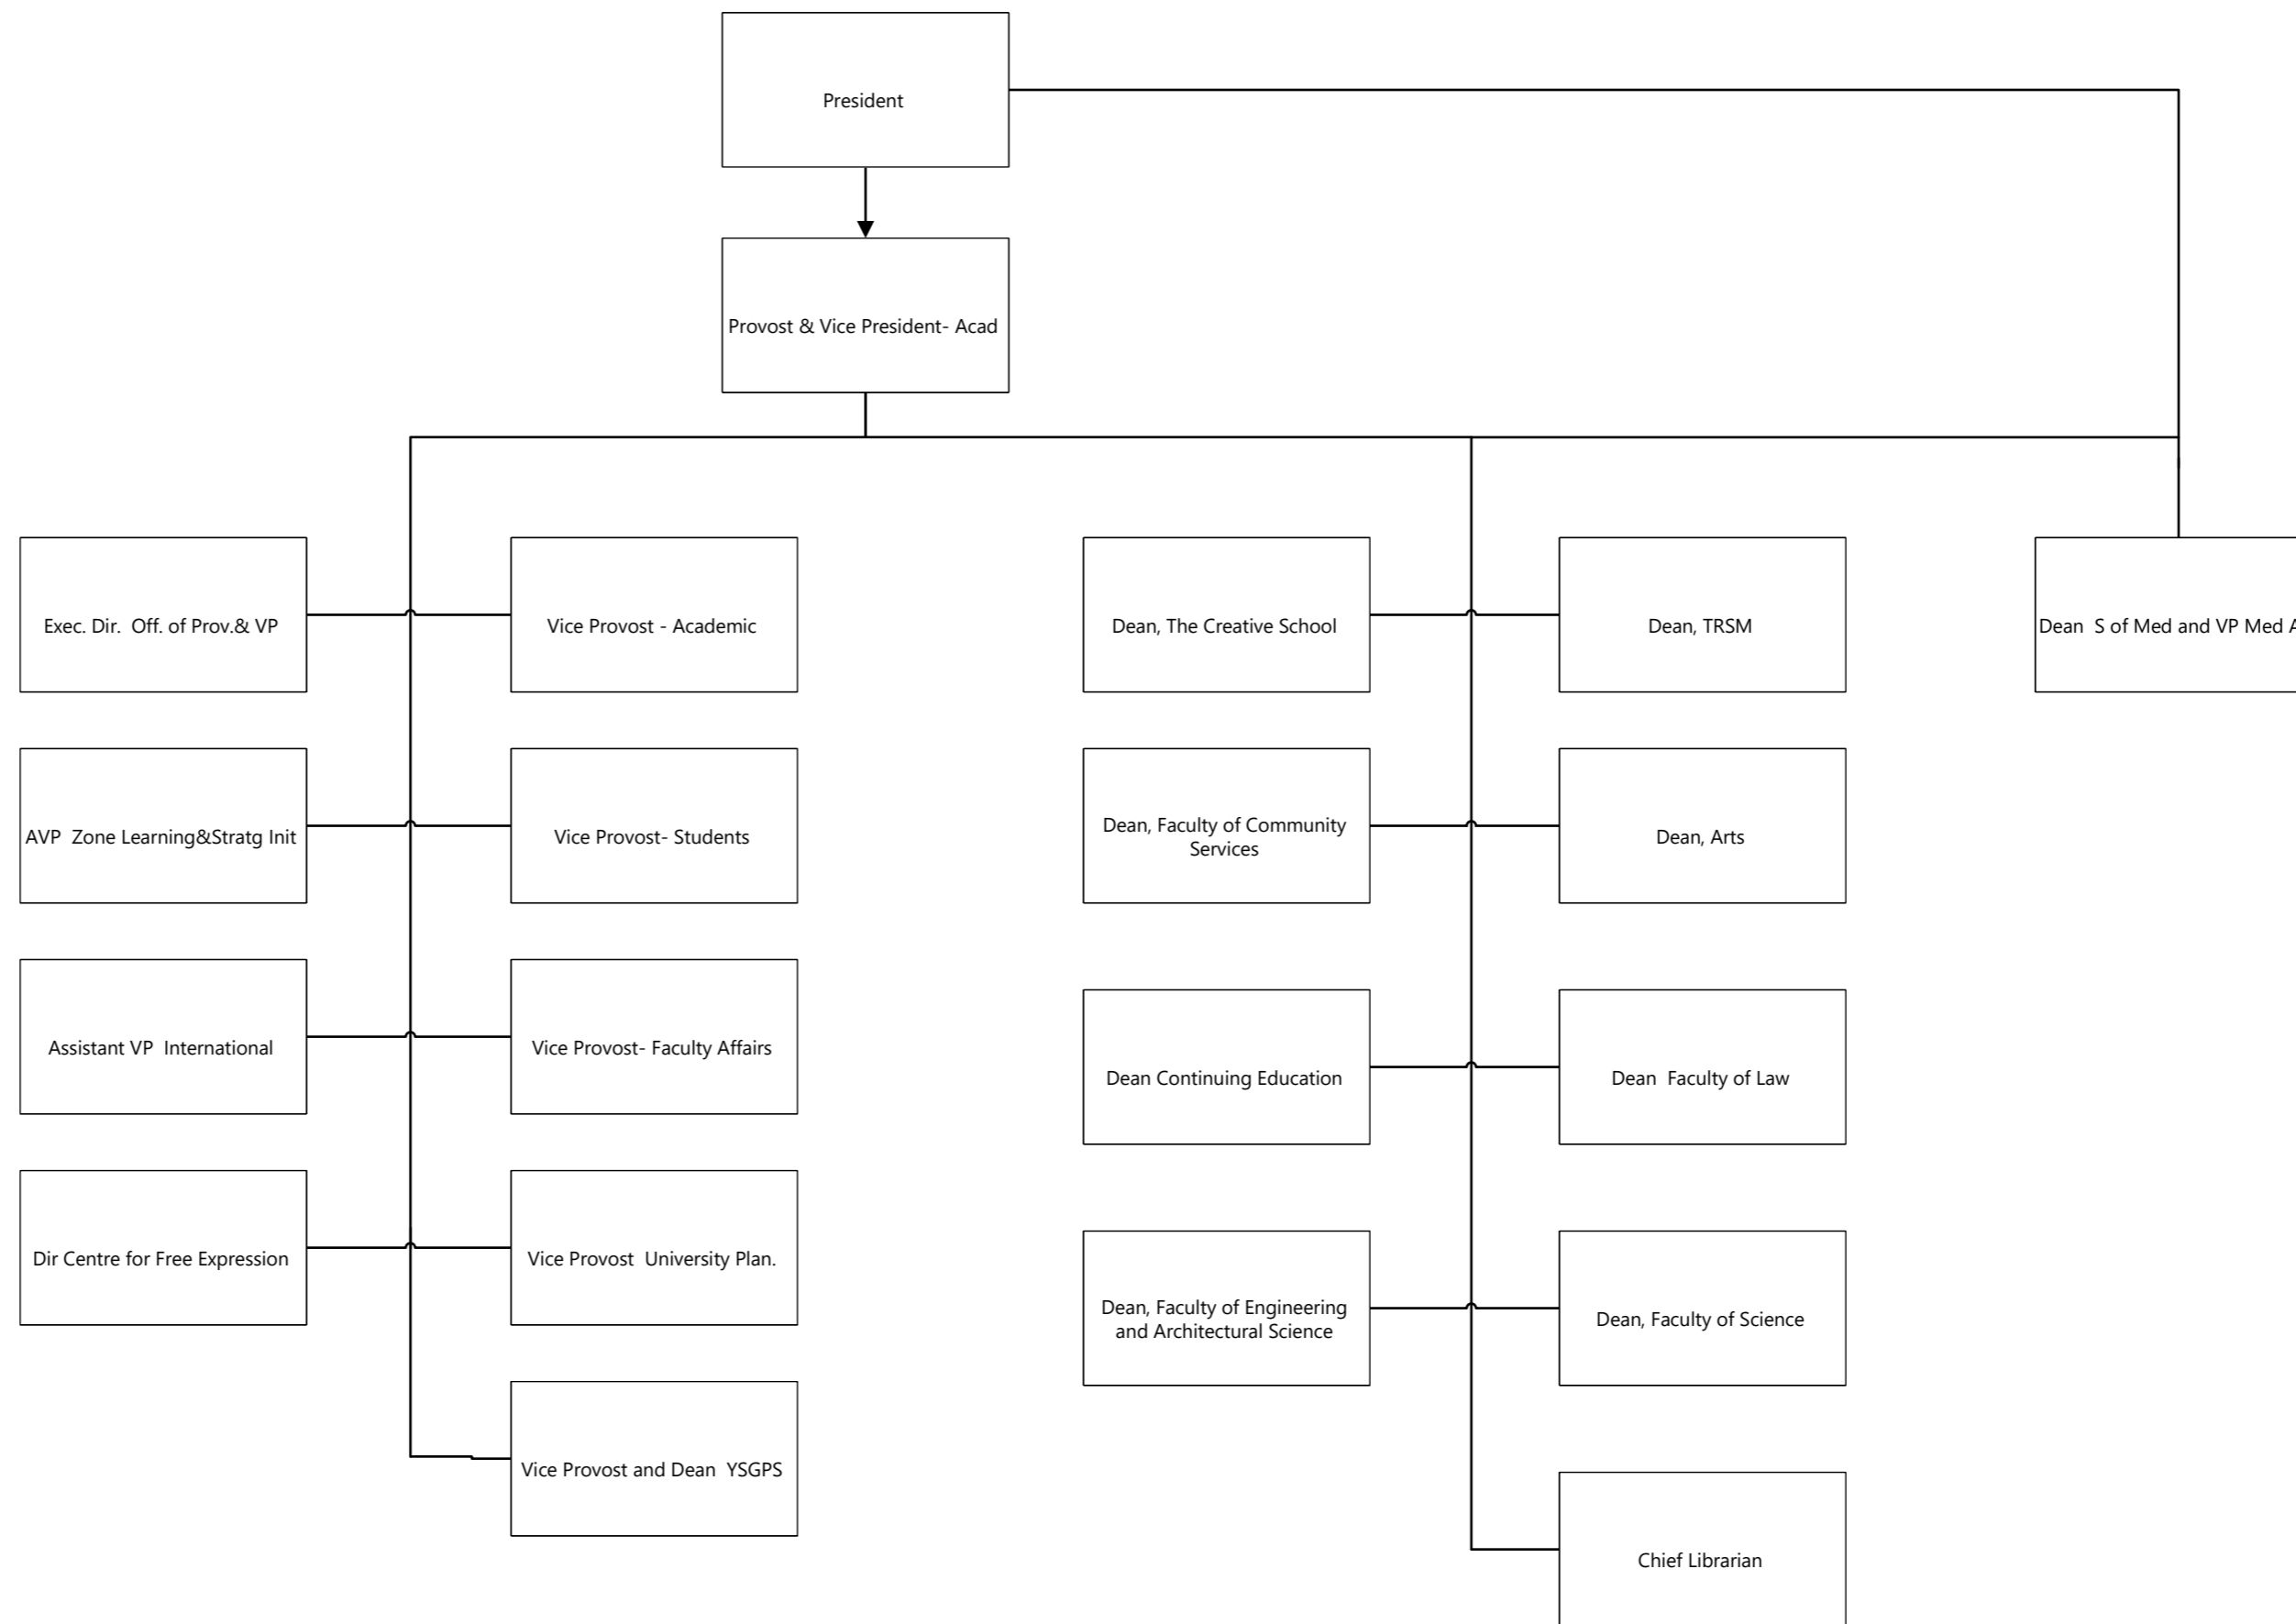 President
Provost & Vice President- Acad
Exec. Dir.  Off. of Prov.& VP
Vice Provost - Academic
Dean, The Creative School
Dean, TRSM
Dean  S of Med and VP Med A
AVP  Zone Learning&Stratg Init
Vice Provost- Students
Dean, Faculty of Community
Services
Dean, Arts
Assistant VP  International
Vice Provost- Faculty Affairs
Dean Continuing Education
Dean  Faculty of Law
Dir Centre for Free Expression
Vice Provost  University Plan.
Dean, Faculty of Engineering
and Architectural Science
Dean, Faculty of Science
Vice Provost and Dean  YSGPS
Chief Librarian